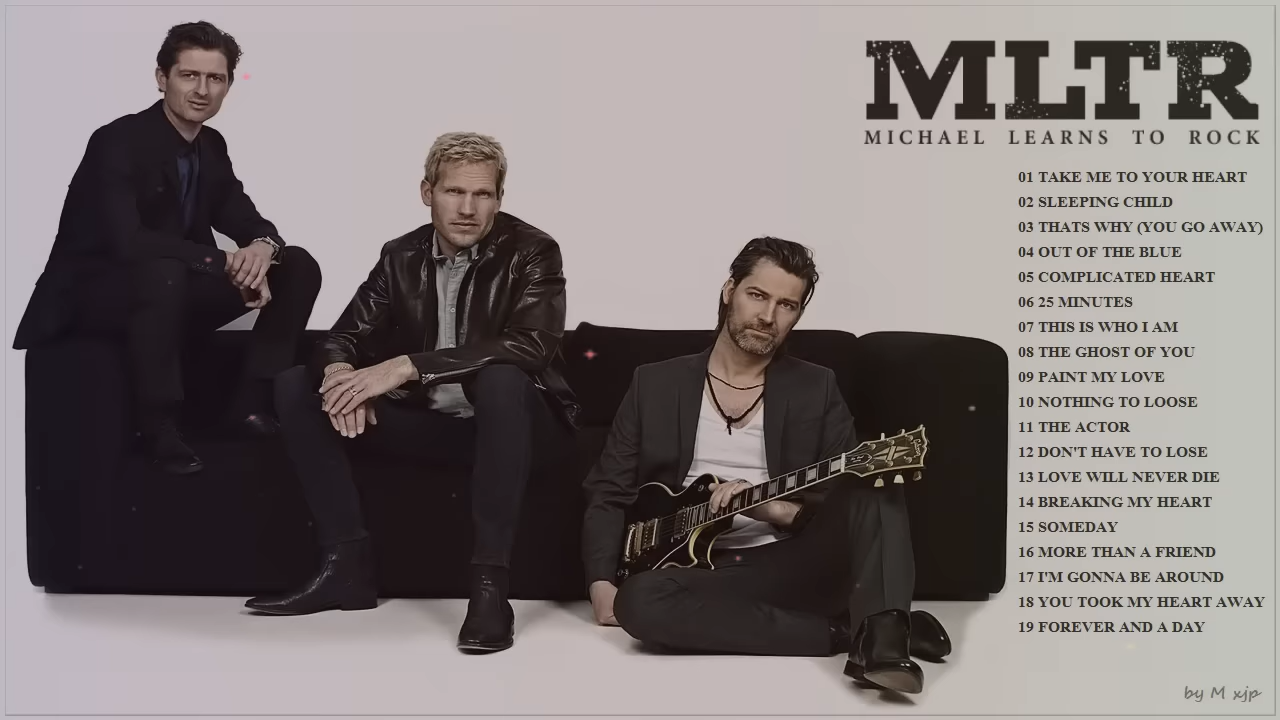 MLTR
MICHAEL LEARNS TO ROCK
01 TAKE ME TO YOUR HEART
02 SLEEPING CHILD
03 THATS WHY (YOU GO AWAY)
04 OUT OF THE BLUE
05 COMPLICATED HEART
06 25 MINUTES
07 THIS IS WHO I AM
08 THE GHOST OF YOU
09 PAINT MY LOVE
10 NOTHING TO LOOSE
11 THE ACTOR
12 DON'T HAVE TO LOSE
13 LOVE WILL NEVER DIE
14 BREAKING MY HEART
15 SOMEDAY
16 MORE THAN A FRIEND
17 I'M GONNA BE AROUND
18 YOU TOOK MY HEART AWAY
19 FOREVER AND A DAY
by M xjp